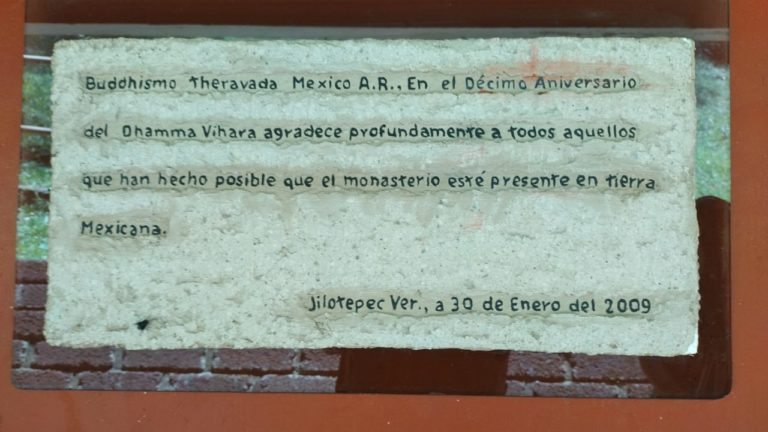 Buddhismo Theravada Mexico A.R., En el Décimo Aniversario
del Dhamma Vihara agradece profundamente a todos aquellos
que han hecho posible que el monasterio esté presente en tierra
Mexicana.
Jilotepec Ver., a 30 de Enero del 2009